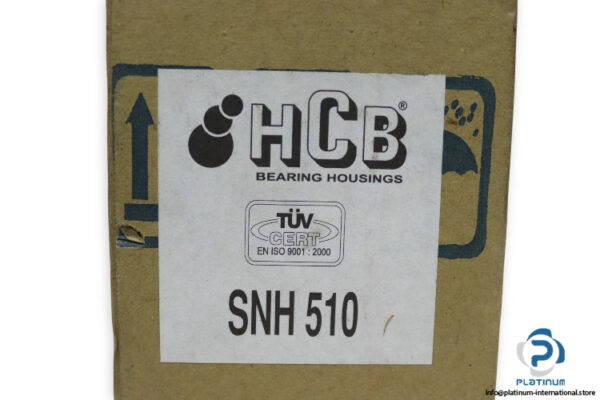 HCB®
BEARING HOUSINGS
TÜV
CERT
EN ISO 9001 : 2000
SNH 510
PLATINUM
info@platinum-international.store